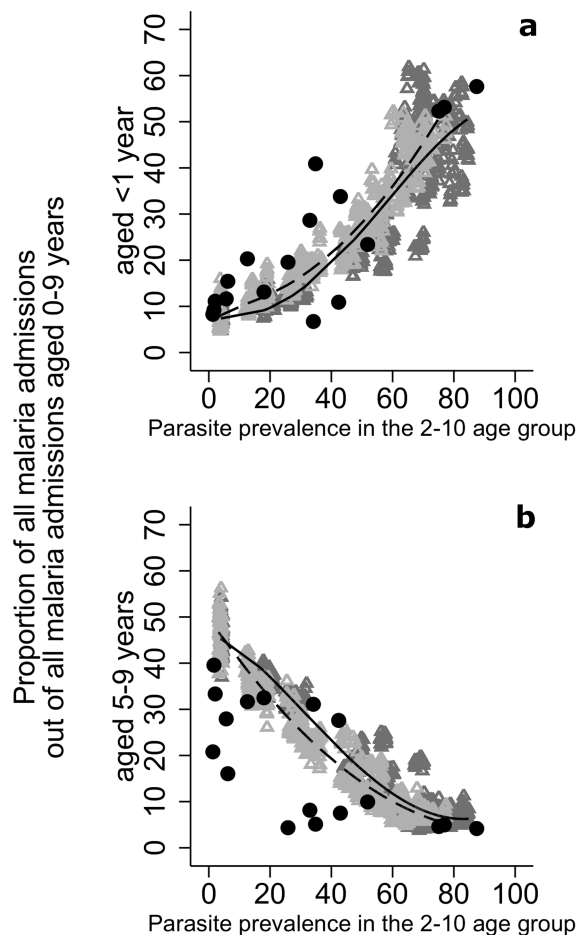 Proportion of all malaria admissions
out of all malaria admissions aged 0-9 years
a
aged <1 year
70
60
50
40
30
20
10
0
0 20 40 60 80 100
Parasite prevalence in the 2-10 age group
b
aged 5-9 years
70
60
50
40
30
20
10
0
0 20 40 60 80 100
Parasite prevalence in the 2-10 age group